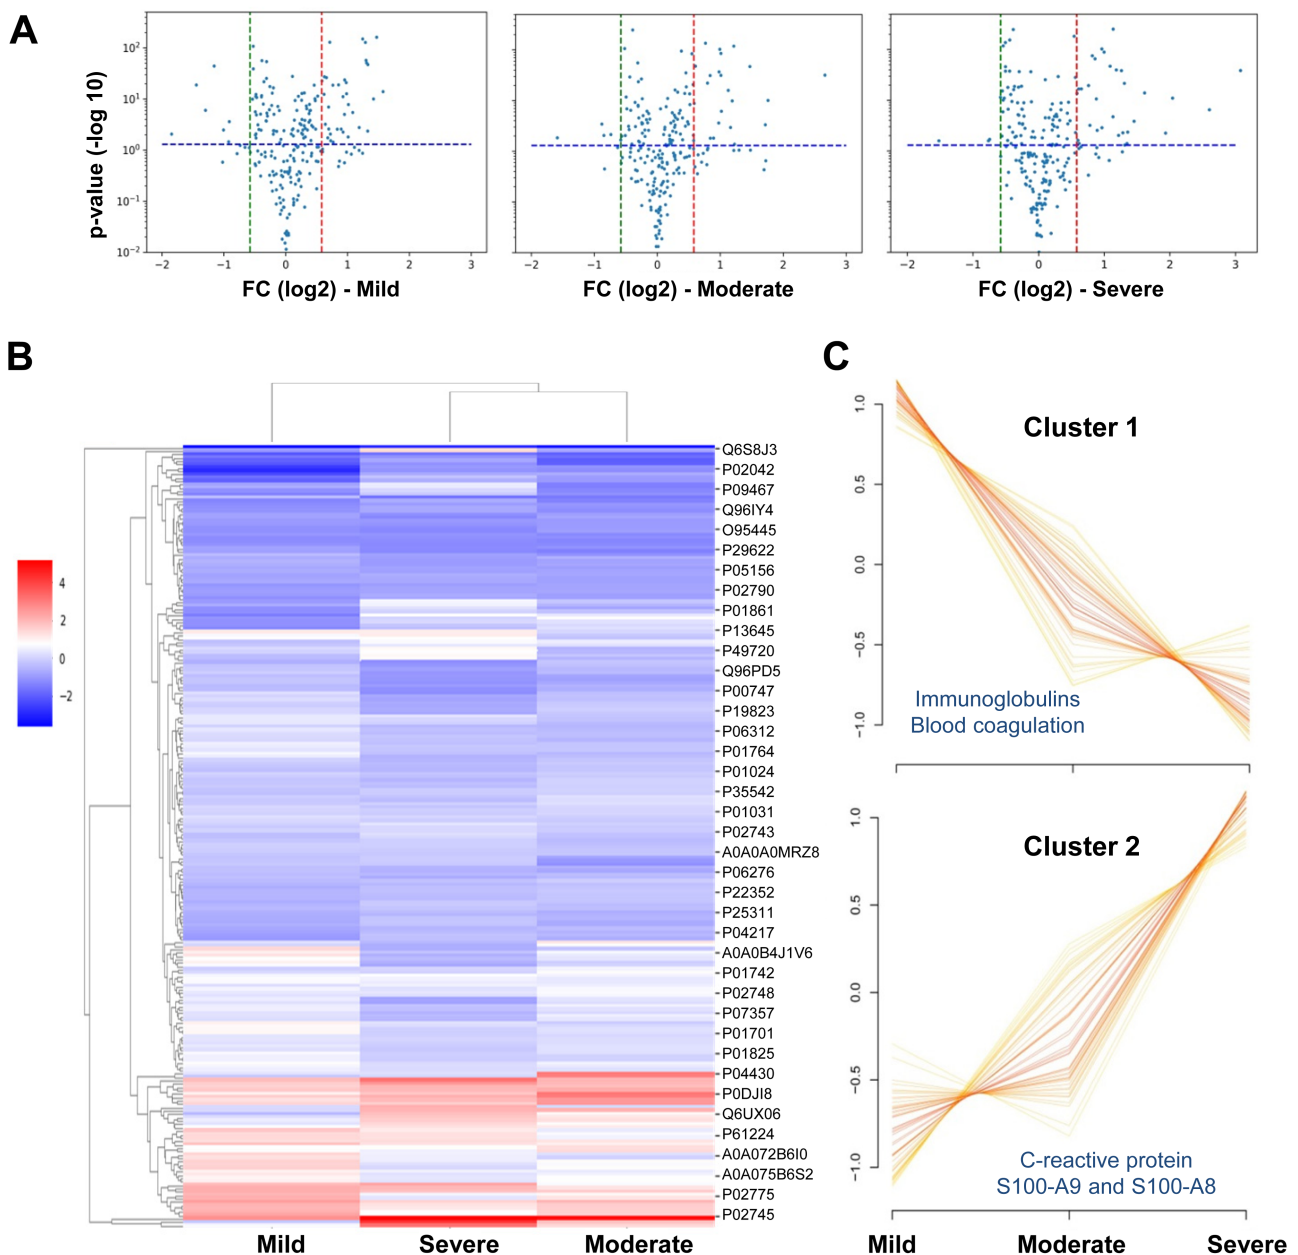 A
p-value (-log 10)
10²
10¹
10⁰
10⁻¹
10⁻²
−2 −1 0 1 2 3
−2 −1 0 1 2 3
−2 −1 0 1 2 3
FC (log2) - Mild
FC (log2) - Moderate
FC (log2) - Severe
B
4
2
0
−2
Q6S8J3
P02042
P09467
Q96IY4
O95445
P29622
P05156
P02790
P01861
P13645
P49720
Q96PD5
P00747
P19823
P06312
P01764
P01024
P35542
P01031
P02743
A0A0A0MRZ8
P06276
P22352
P25311
P04217
A0A0B4J1V6
P01742
P02748
P07357
P01701
P01825
P04430
P0DJI8
Q6UX06
P61224
A0A072B6I0
A0A075B6S2
P02775
P02745
Mild
Severe
Moderate
C
1.0
0.5
0.0
−0.5
−1.0
Cluster 1
Immunoglobulins
Blood coagulation
1.0
0.5
0.0
−0.5
−1.0
Cluster 2
C-reactive protein
S100-A9 and S100-A8
Mild
Moderate
Severe